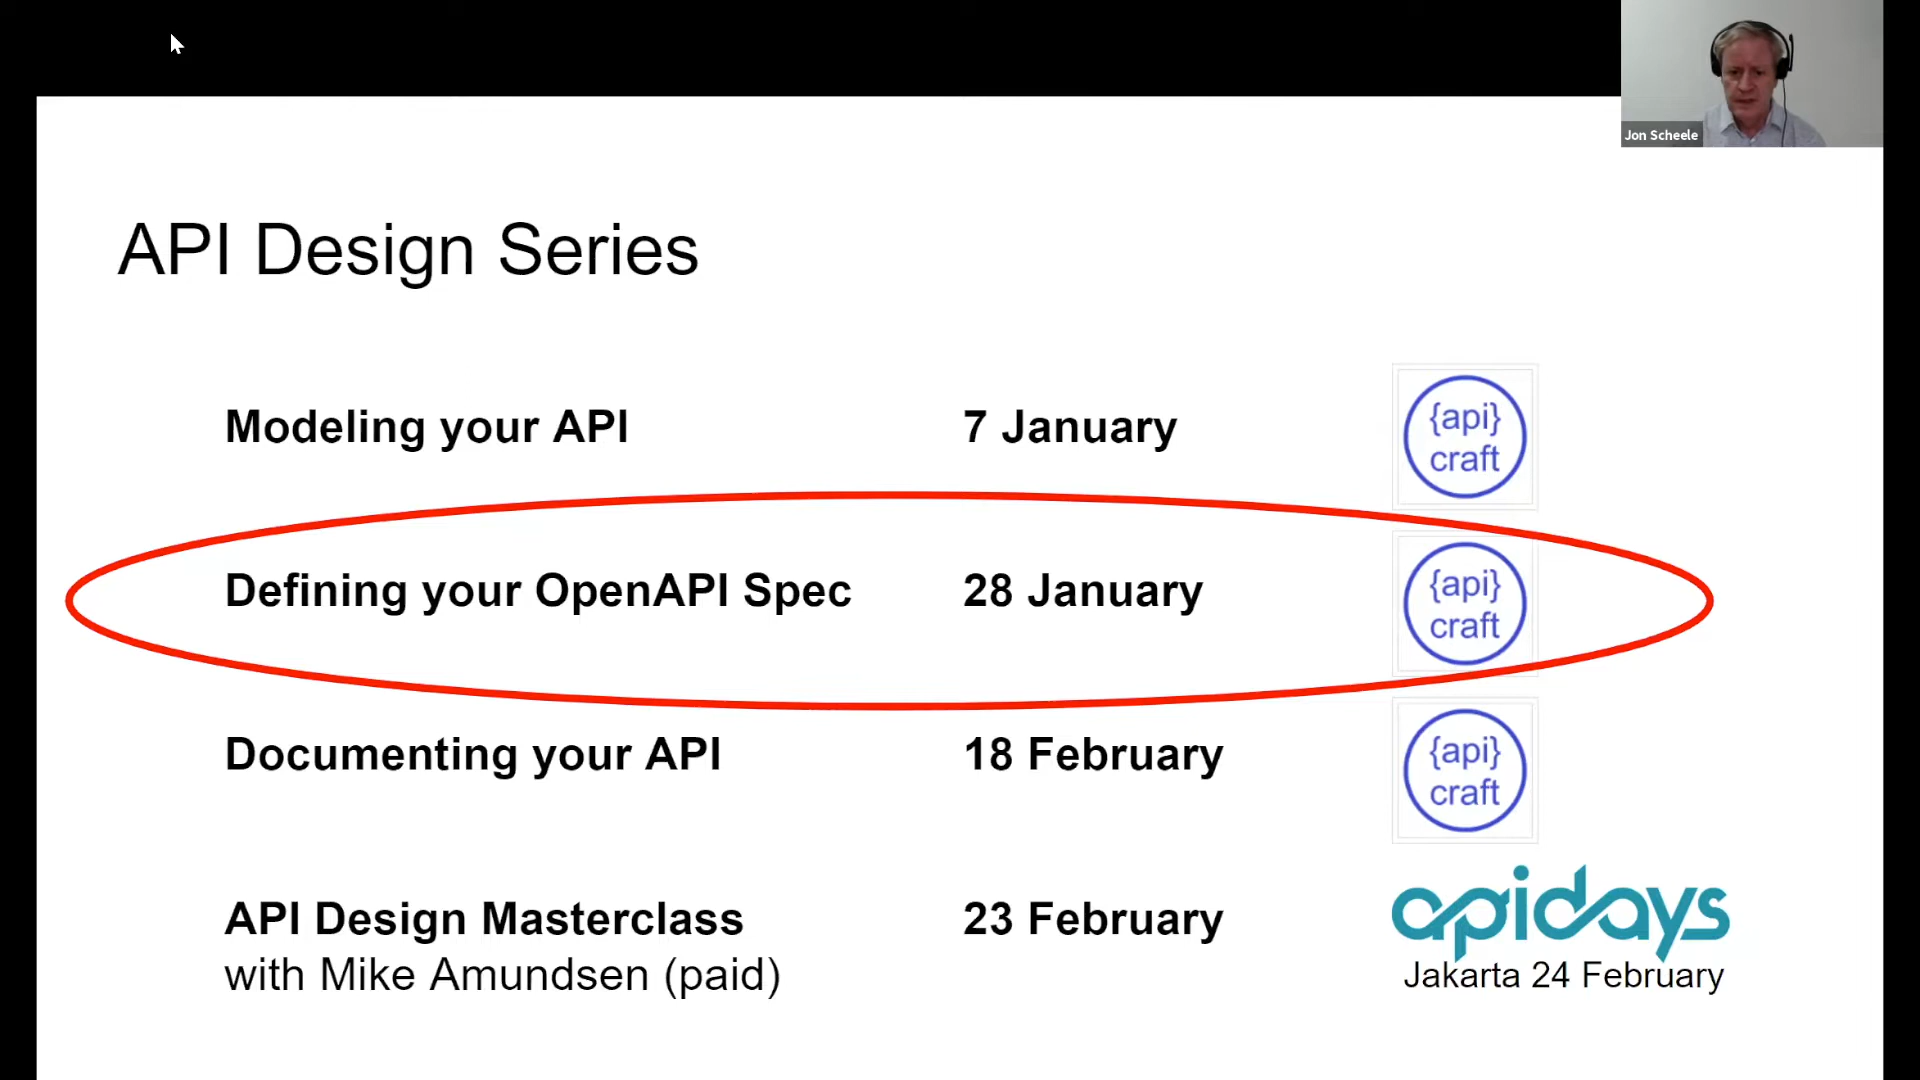 Jon Scheele
API Design Series
Modeling your API 7 January
{api}
craft
Defining your OpenAPI Spec 28 January
{api}
craft
Documenting your API 18 February
{api}
craft
API Design Masterclass 23 February
apidays
with Mike Amundsen (paid)
Jakarta 24 February